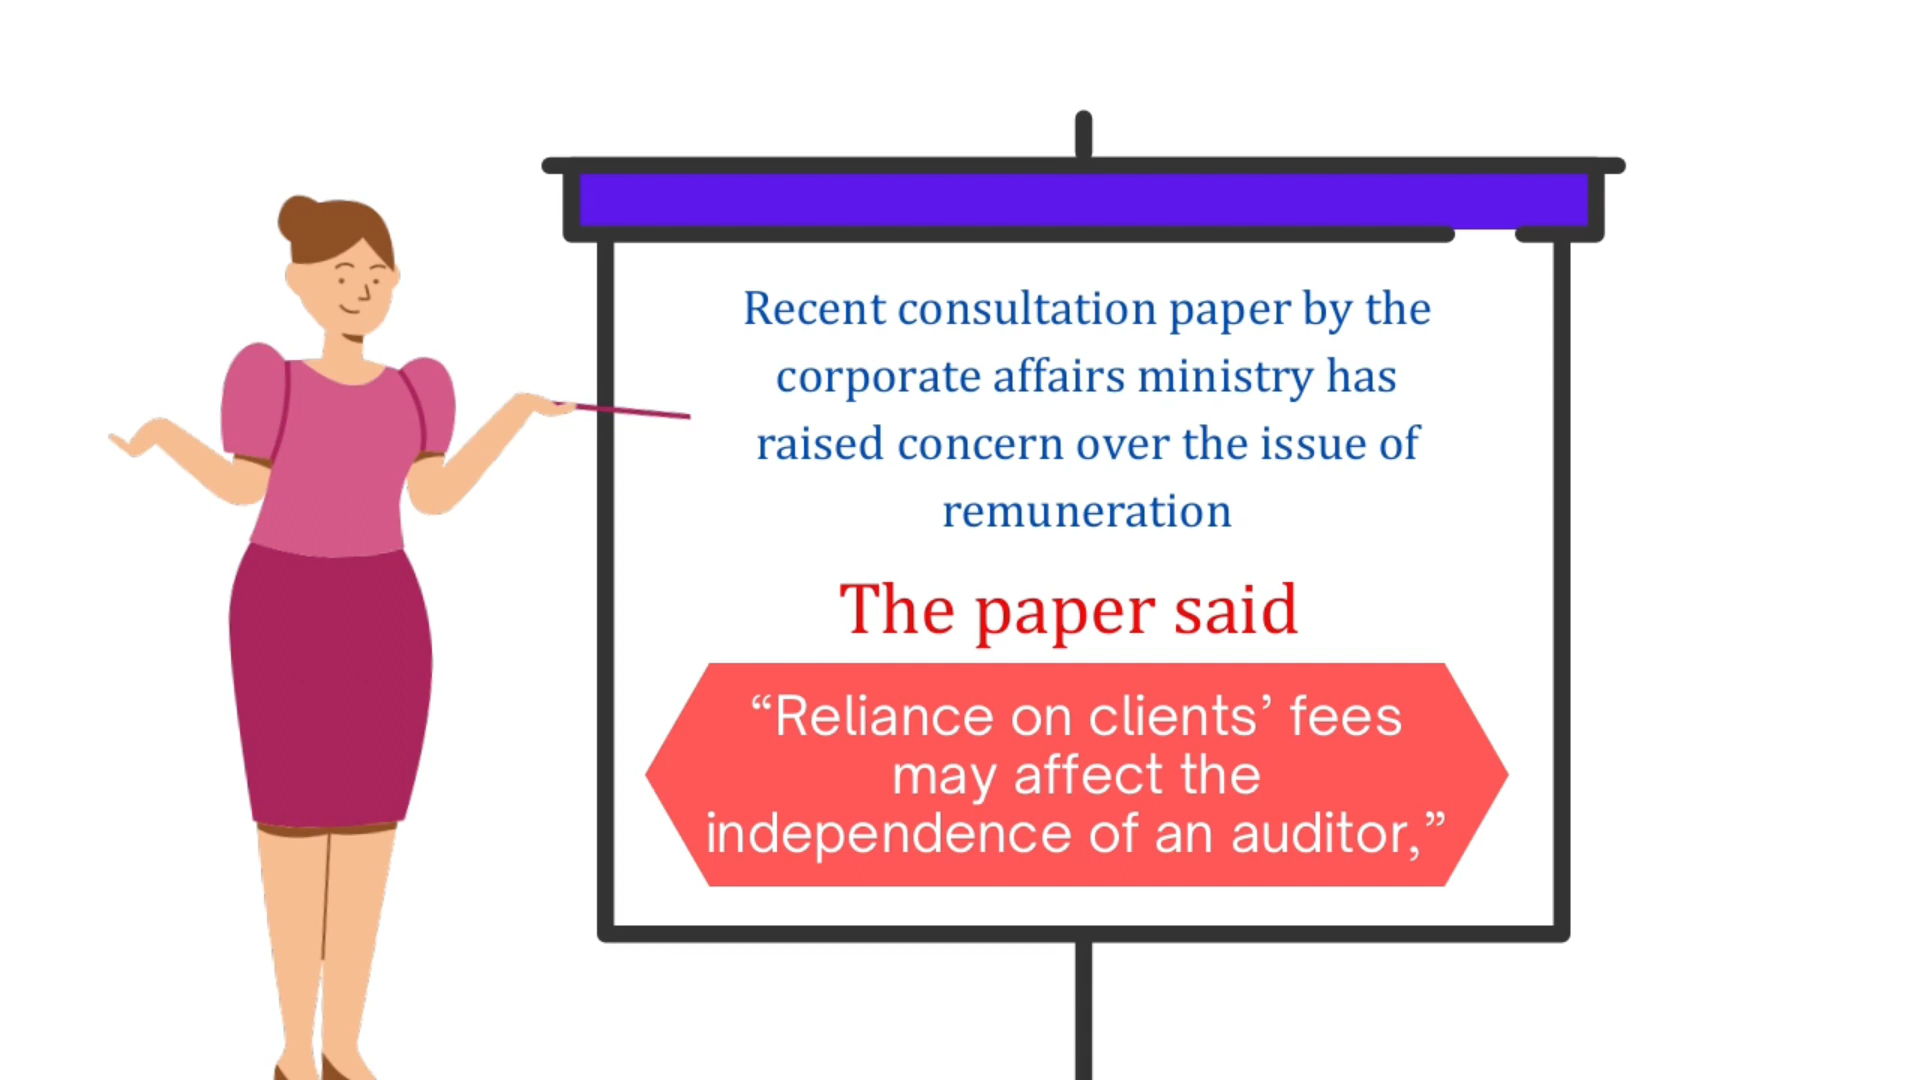 Recent consultation paper by the
corporate affairs ministry has
raised concern over the issue of
remuneration
The paper said
“Reliance on clients’ fees
may affect the
independence of an auditor,”